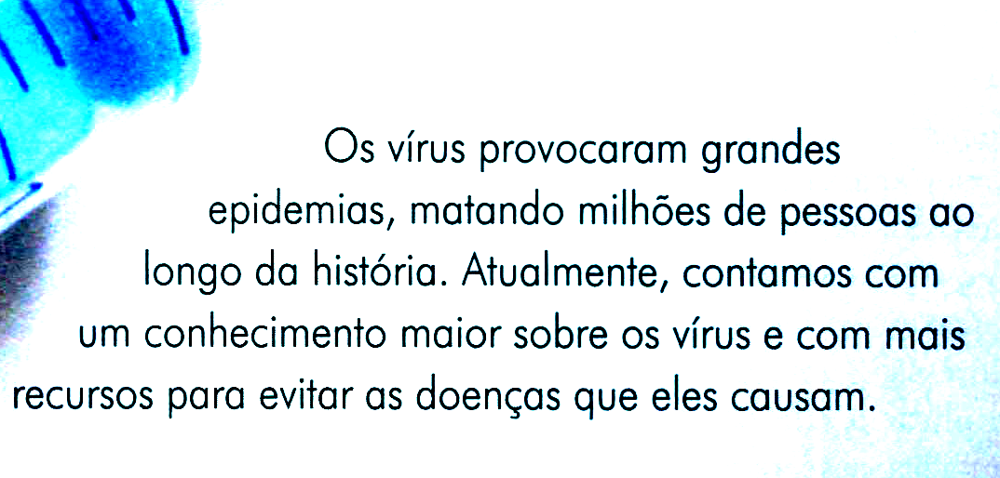 Os vírus provocaram grandes
epidemias, matando milhões de pessoas ao
longo da história. Atualmente, contamos com
um conhecimento maior sobre os vírus e com mais
recursos para evitar as doenças que eles causam.